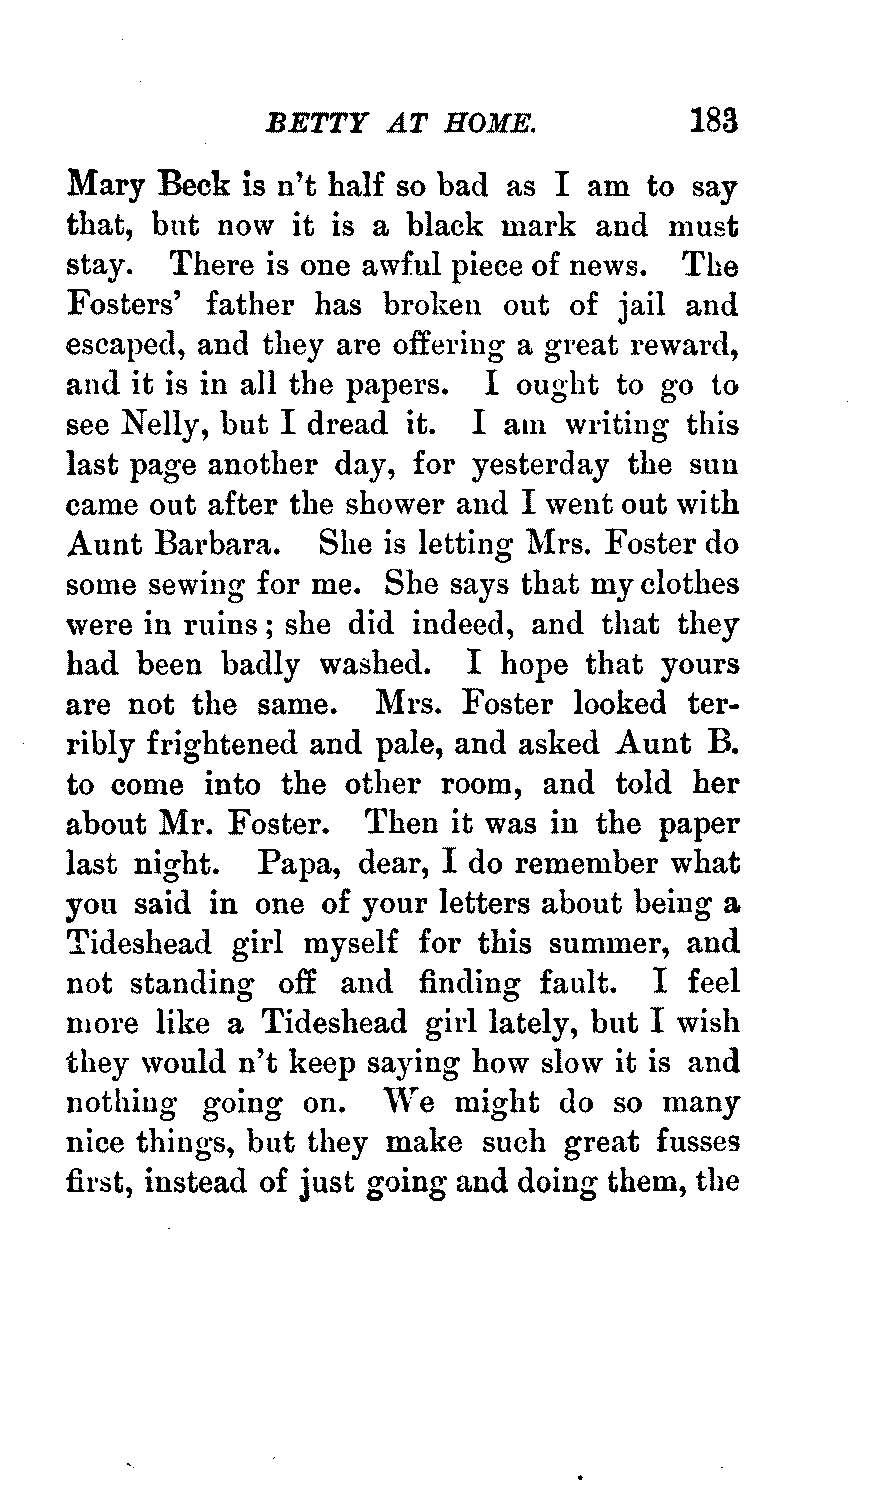 BETTY AT HOME. 183
Mary Beck is n't half so bad as I am to say
that, but now it is a black mark and must
stay. There is one awful piece of news. The
Fosters' father has broken out of jail and
escaped, and they are offering a great reward,
and it is in all the papers. I ought to go to
see Nelly, but I dread it. I am writing this
last page another day, for yesterday the sun
came out after the shower and I went out with
Aunt Barbara. She is letting Mrs. Foster do
some sewing for me. She says that my clothes
were in ruins; she did indeed, and that they
had been badly washed. I hope that yours
are not the same. Mrs. Foster looked ter-
ribly frightened and pale, and asked Aunt B.
to come into the other room, and told her
about Mr. Foster. Then it was in the paper
last night. Papa, dear, I do remember what
you said in one of your letters about being a
Tideshead girl myself for this summer, and
not standing off and finding fault. I feel
more like a Tideshead girl lately, but I wish
they would n't keep saying how slow it is and
nothing going on. We might do so many
nice things, but they make such great fusses
first, instead of just going and doing them, the